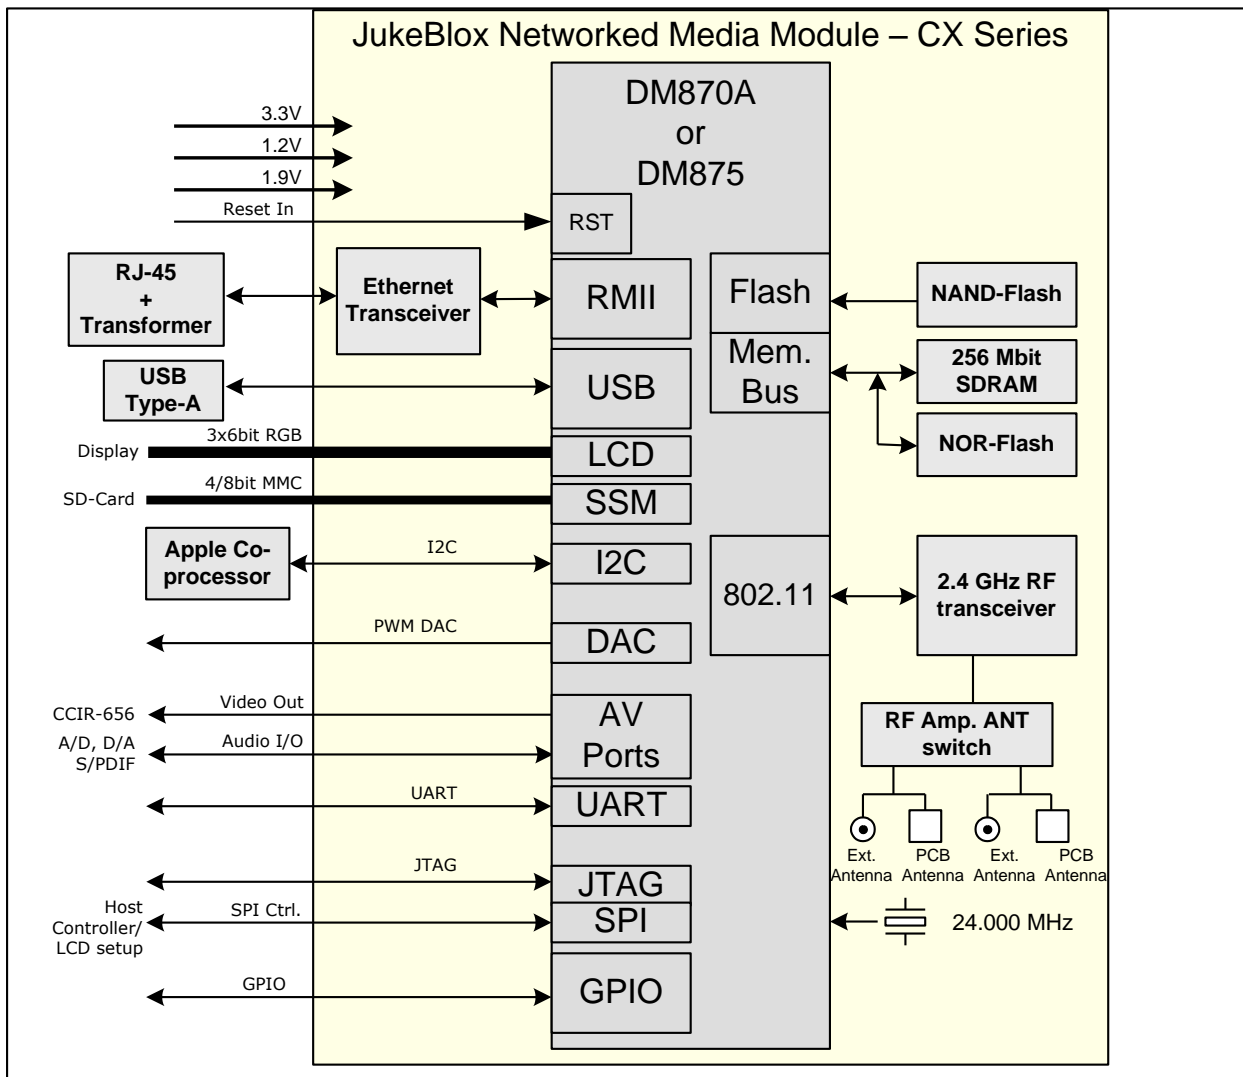 JukeBlox Networked Media Module – CX Series
DM870A
or
DM875
3.3V
1.2V
1.9V
Reset In
RST
RJ-45
+
Transformer
Ethernet
Transceiver
RMII
Flash
NAND-Flash
Mem.
Bus
256 Mbit
SDRAM
USB
Type-A
USB
NOR-Flash
Display
3x6bit RGB
LCD
SD-Card
4/8bit MMC
SSM
Apple Co-
processor
I2C
I2C
802.11
2.4 GHz RF
transceiver
PWM DAC
DAC
CCIR-656
Video Out
A/D, D/A
S/PDIF
Audio I/O
AV
Ports
RF Amp. ANT
switch
UART
UART
Ext.
Antenna
PCB
Antenna
Ext.
Antenna
PCB
Antenna
JTAG
JTAG
Host
Controller/
LCD setup
SPI Ctrl.
SPI
24.000 MHz
GPIO
GPIO